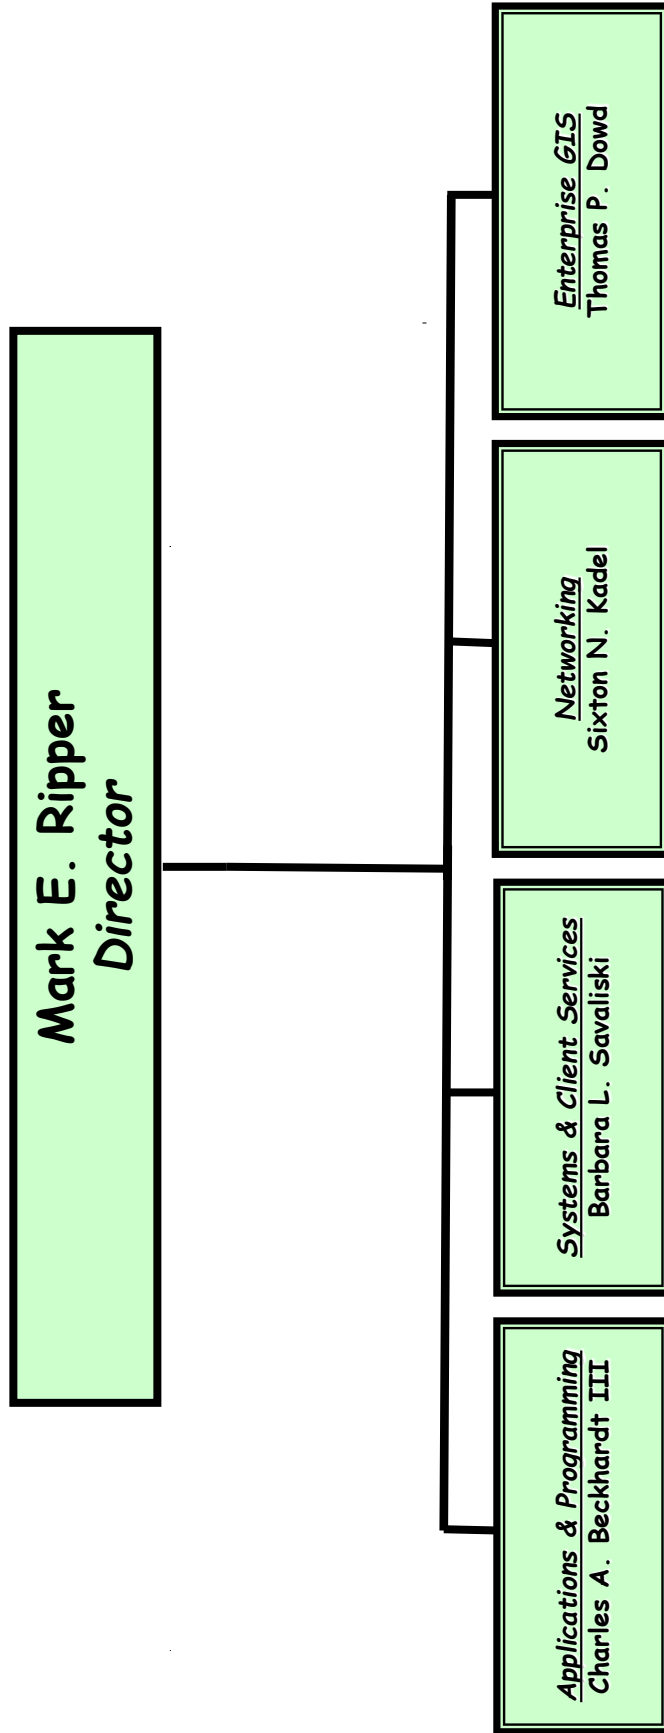 Mark E. Ripper
Director
Applications & Programming
Charles A. Beckhardt III
Systems & Client Services
Barbara L. Savaliski
Networking
Sixton N. Kadel
Enterprise GIS
Thomas P. Dowd